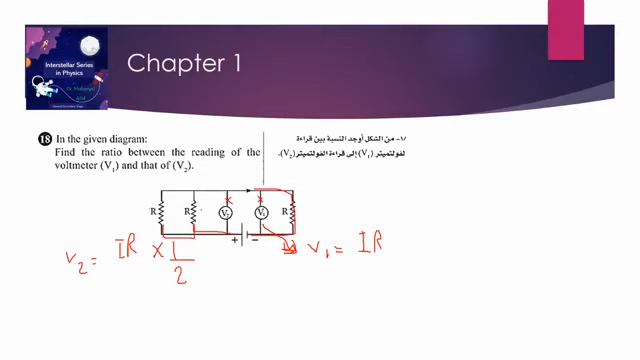 Interstellar Series
in Physics
Chapter 1
18 In the given diagram:
Find the ratio between the reading of the
voltmeter (V1) and that of (V2).
١٨- من الشكل أوجد النسبة بين قراءة
لفولتميتر (V1) إلى قراءة الفولتميتر (V2).
R R V2 V1 R
+ −
V2 = IR × 1/2
V1 = IR